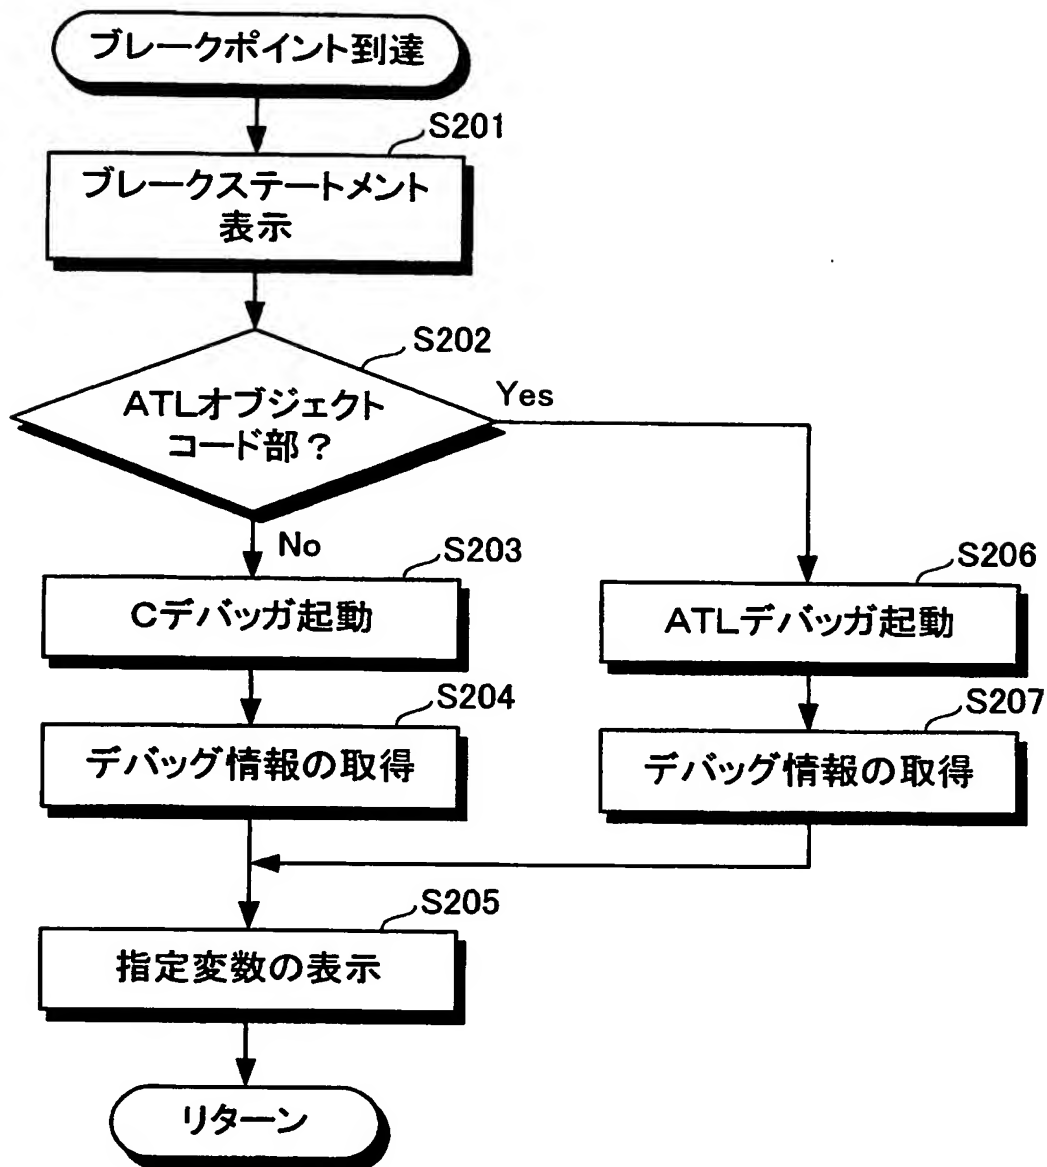 ブレークポイント到達
S201
ブレークステートメント
表示
S202
ATLオブジェクト
コード部?
Yes
No
S203
Cデバッガ起動
S206
ATLデバッガ起動
S204
デバッグ情報の取得
S207
デバッグ情報の取得
S205
指定変数の表示
リターン